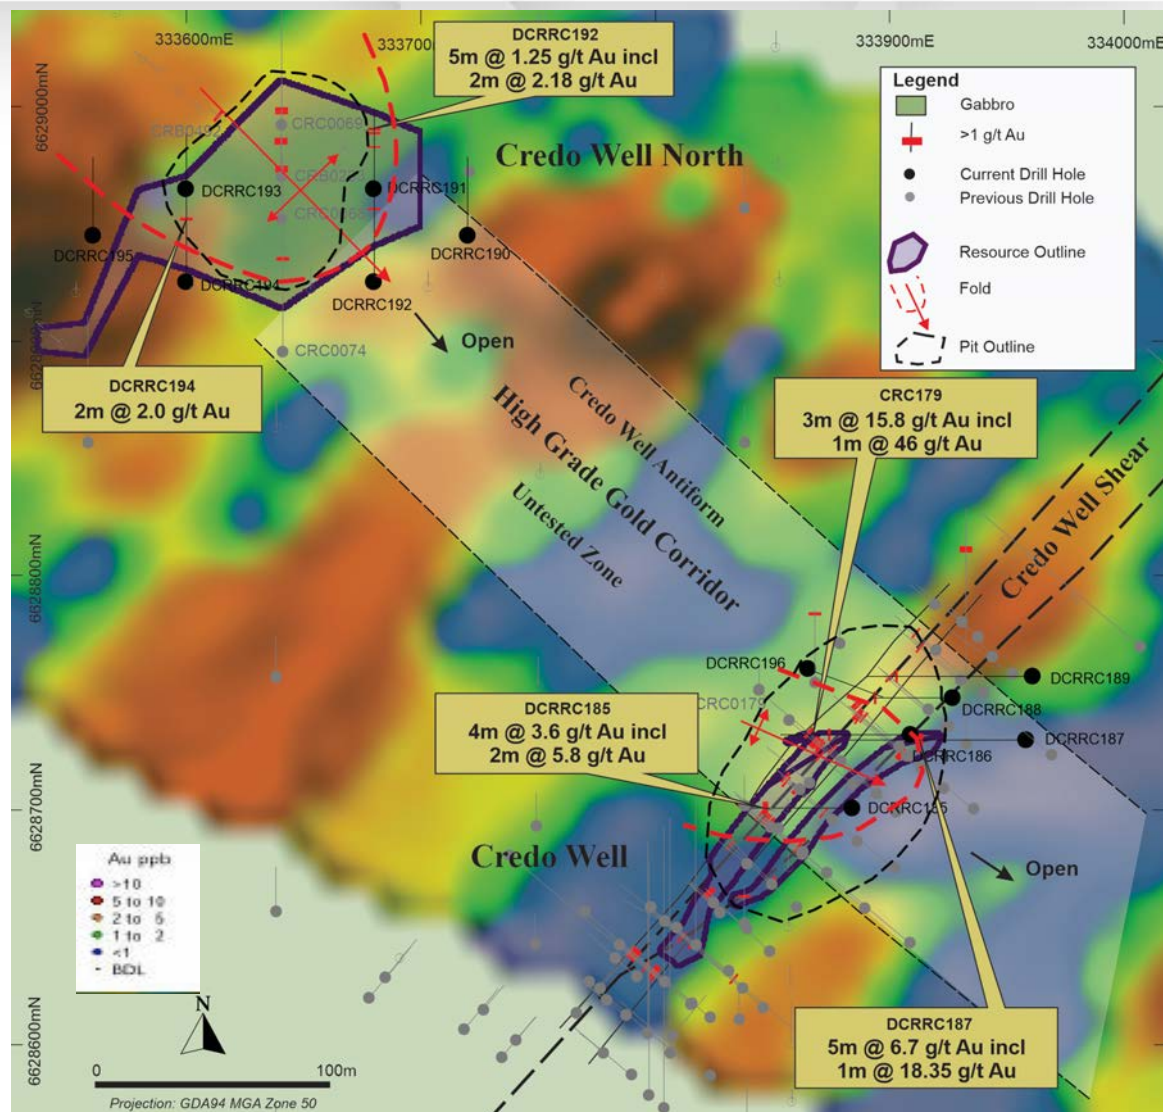 333600mE
333700
333900mE
334000mE
DCRRC192
5m @ 1.25 g/t Au incl
2m @ 2.18 g/t Au
Legend
Gabbro
>1 g/t Au
Current Drill Hole
Previous Drill Hole
Resource Outline
Fold
Pit Outline
6629000mN
CRB0492
CRC0069
Credo Well North
DCRRC193
DCRRC191
DCRRC195
DCRRC190
DCRRC194
DCRRC192
Open
CRC0074
DCRRC194
2m @ 2.0 g/t Au
Credo Well Antiform
High Grade Gold Corridor
Untested Zone
CRC179
3m @ 15.8 g/t Au incl
1m @ 46 g/t Au
Credo Well Shear
6628800mN
DCRRC196
DCRRC189
CRC0179
DCRRC188
DCRRC185
4m @ 3.6 g/t Au incl
2m @ 5.8 g/t Au
DCRRC187
DCRRC186
6628700mN
DCRRC185
Credo Well
Open
Au ppb
>10
5 to 10
2 to 5
1 to 2
<1
BDL
N
6628600mN
DCRRC187
5m @ 6.7 g/t Au incl
1m @ 18.35 g/t Au
0
100m
Projection: GDA94 MGA Zone 50